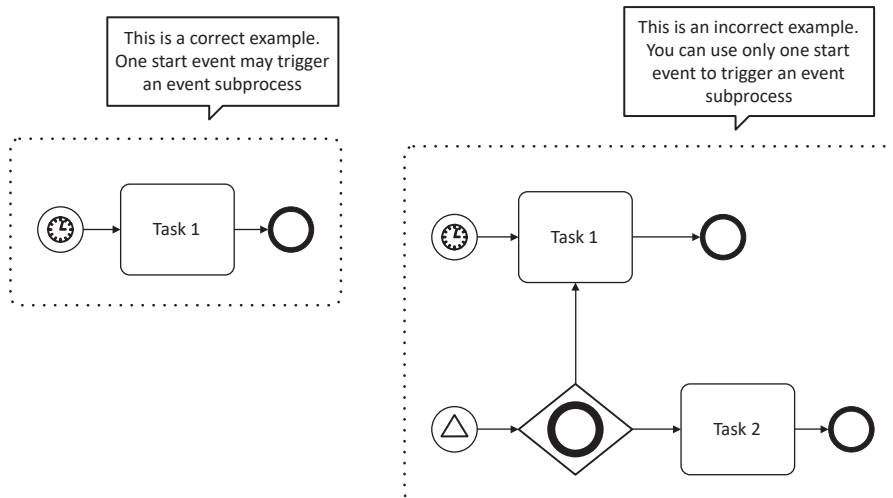 This is a correct example.
One start event may trigger
an event subprocess
This is an incorrect example.
You can use only one start
event to trigger an event
subprocess
Task 1
Task 1
Task 2